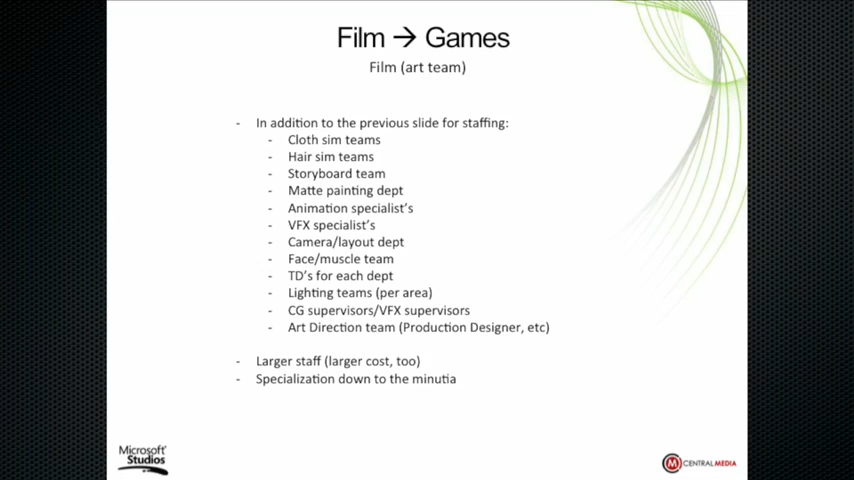 Film → Games
Film (art team)
- In addition to the previous slide for staffing:
- Cloth sim teams
- Hair sim teams
- Storyboard team
- Matte painting dept
- Animation specialist's
- VFX specialist's
- Camera/layout dept
- Face/muscle team
- TD's for each dept
- Lighting teams (per area)
- CG supervisors/VFX supervisors
- Art Direction team (Production Designer, etc)
- Larger staff (larger cost, too)
- Specialization down to the minutia
Microsoft
Studios
M CENTRALMEDIA